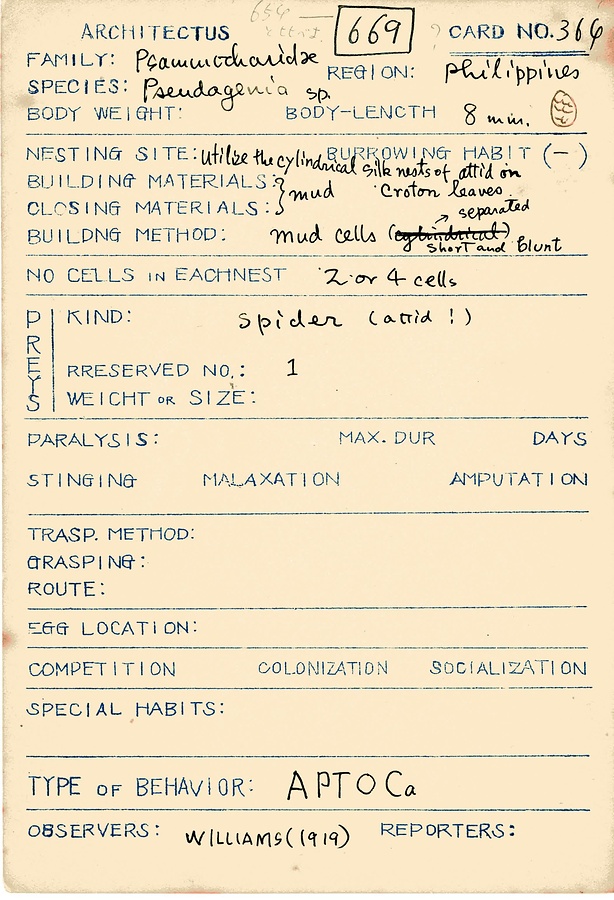 654
ARCHITECTUS 669 ? CARD NO. 366
FAMILY: Psammocharidae REGION: Philippines
SPECIES: Pseudagenia sp.
BODY WEIGHT: BODY-LENGTH 8 mm.
NESTING SITE: utilize the cylindrical silk nests of attid on Croton leaves BURROWING HABIT (-)
BUILDING MATERIALS: } mud
CLOSING MATERIALS:
BUILDNG METHOD: mud cells (cylindrical) → separated
short and blunt
NO CELLS IN EACHNEST 2 or 4 cells
PREYS
KIND: spider (attid !)
RRESERVED NO.: 1
WEICHT OR SIZE:
PARALYSIS: MAX. DUR DAYS
STINGING MALAXATION AMPUTATION
TRASP. METHOD:
GRASPING:
ROUTE:
EGG LOCATION:
COMPETITION COLONIZATION SOCIALIZATION
SPECIAL HABITS:
TYPE OF BEHAVIOR: APTOCa
OBSERVERS: WILLIAMS (1919) REPORTERS: